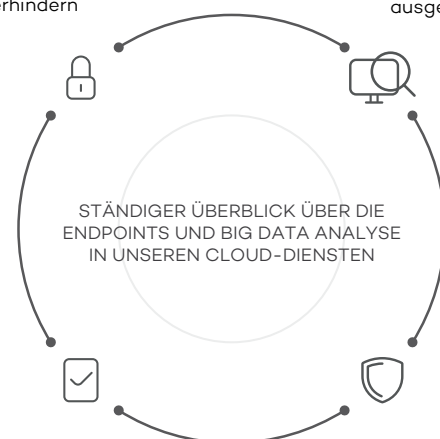 STÄNDIGER ÜBERBLICK ÜBER DIE
ENDPOINTS UND BIG DATA ANALYSE
IN UNSEREN CLOUD-DIENSTEN